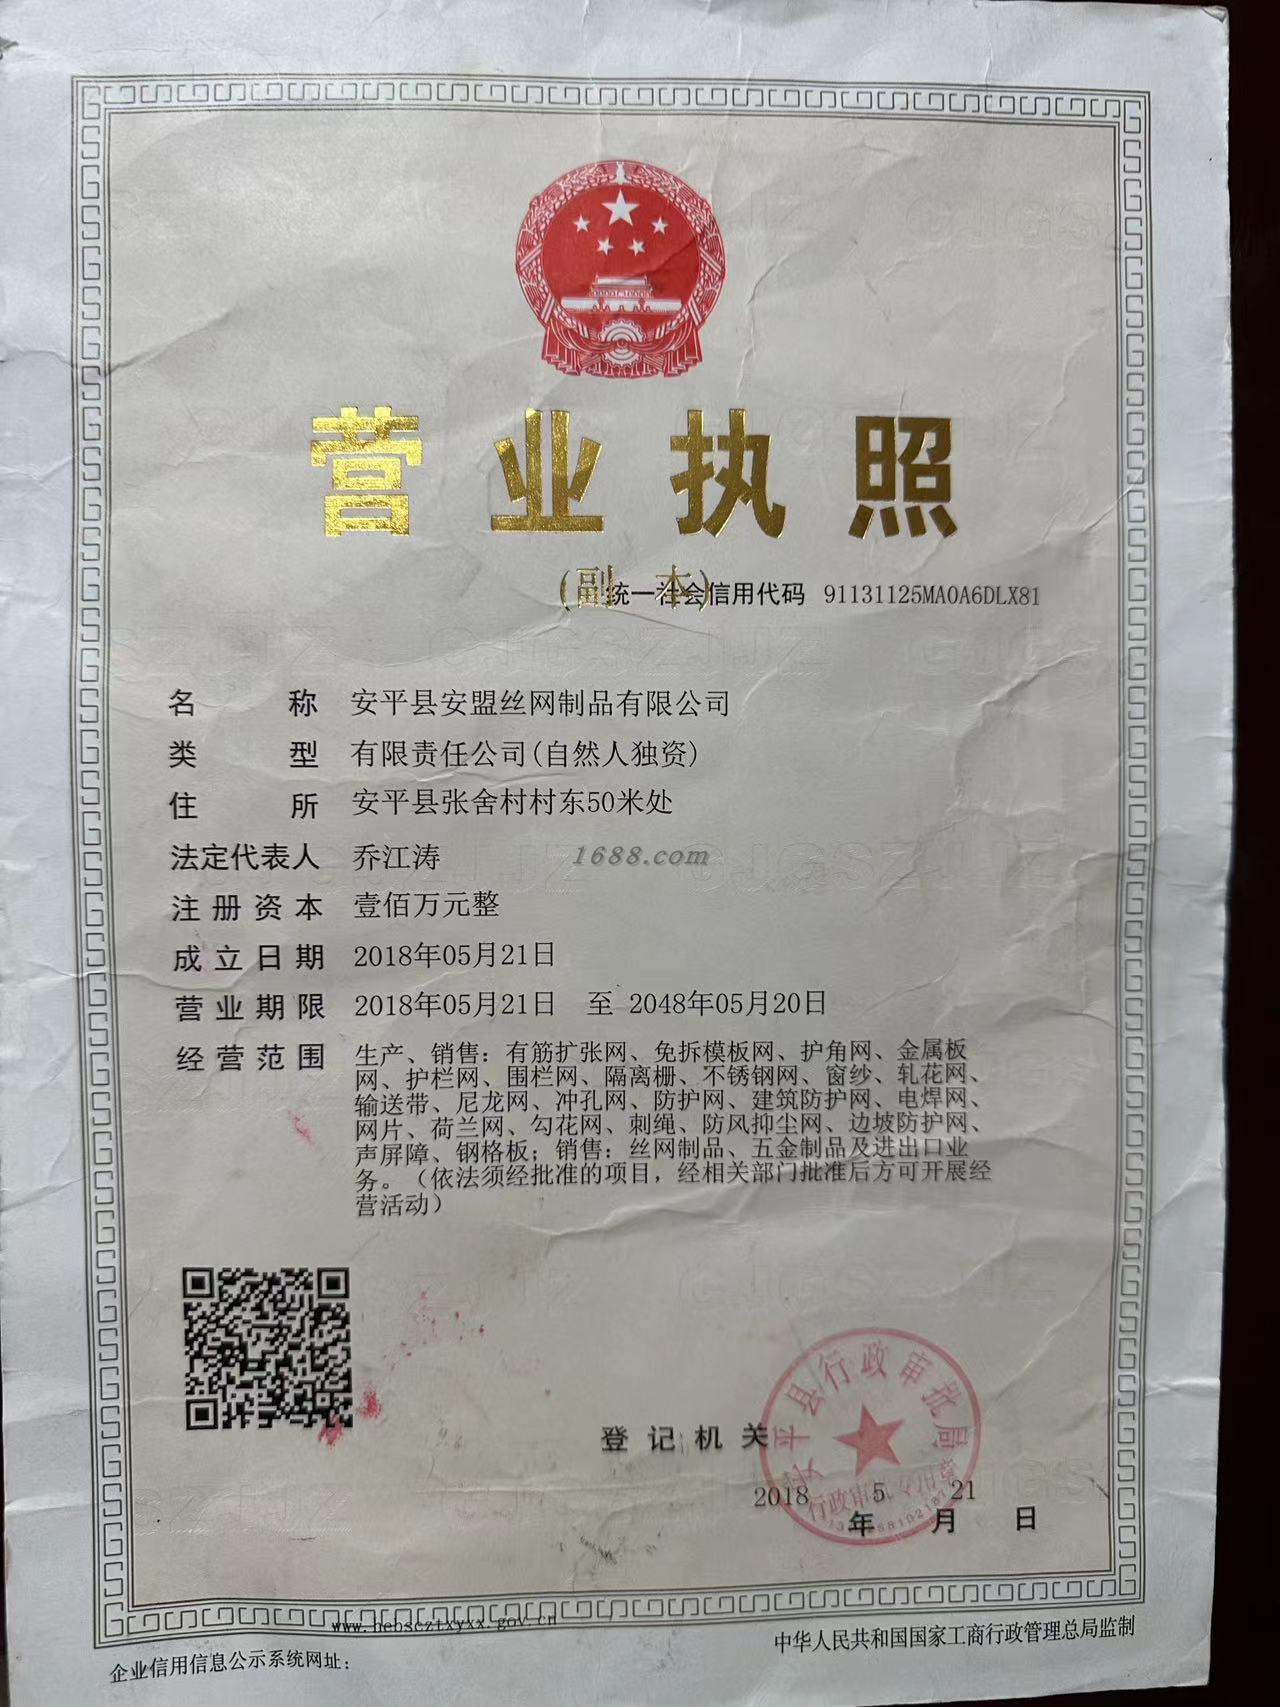 营业执照
(副 本)
统一社会信用代码 91131125MA0A6DLX81
名 称 安平县安盟丝网制品有限公司
类 型 有限责任公司(自然人独资)
住 所 安平县张舍村村东50米处
法定代表人 乔江涛
1688.com
注册资本 壹佰万元整
成立日期 2018年05月21日
营业期限 2018年05月21日 至 2048年05月20日
经营范围 生产、销售：有筋扩张网、免拆模板网、护角网、金属板
网、护栏网、围栏网、隔离栅、不锈钢网、窗纱、轧花网、
输送带、尼龙网、冲孔网、防护网、建筑防护网、电焊网、
网片、荷兰网、勾花网、刺绳、防风抑尘网、边坡防护网、
声屏障、钢格板；销售：丝网制品、五金制品及进出口业
务。（依法须经批准的项目，经相关部门批准后方可开展经
营活动）
安平县行政审批局
登记机关
行政审批专用章
2018 5 21
年 月 日
www.hebscztxyxx.gov.cn
企业信用信息公示系统网址：
中华人民共和国国家工商行政管理总局监制